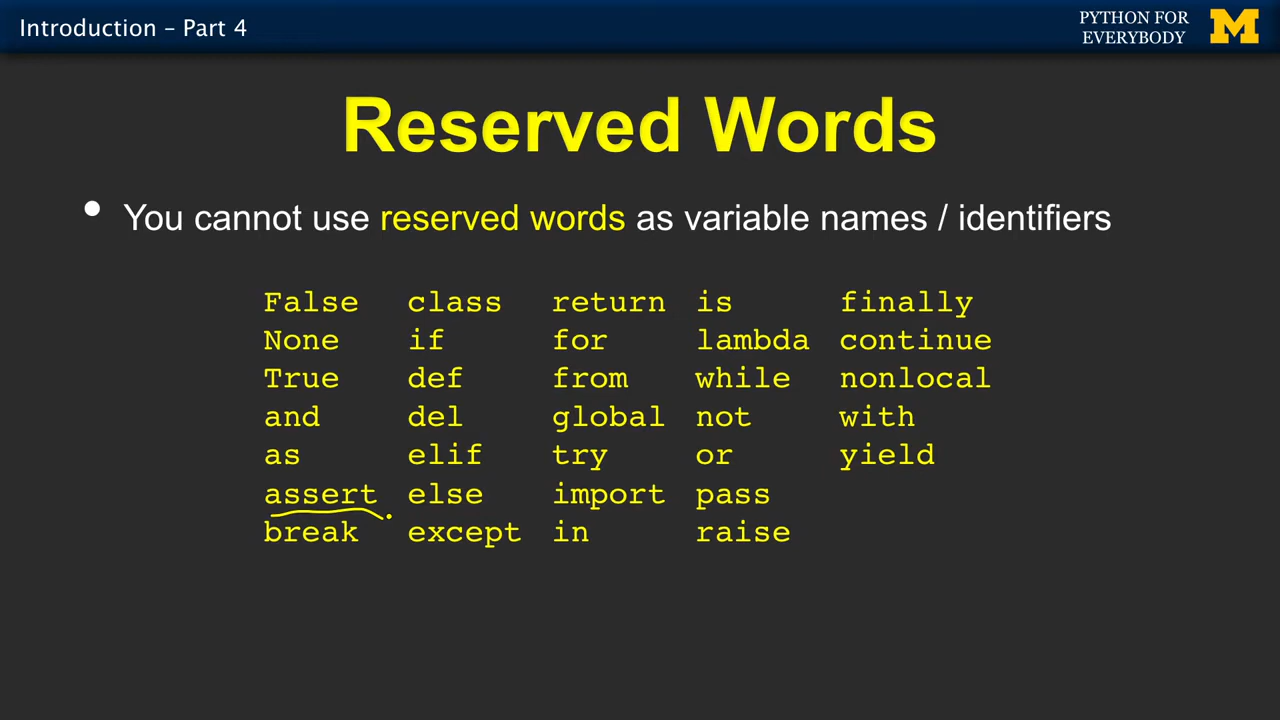 Introduction – Part 4
PYTHON FOR
EVERYBODY
M
Reserved Words
• You cannot use reserved words as variable names / identifiers
False class return is finally
None if for lambda continue
True def from while nonlocal
and del global not with
as elif try or yield
assert else import pass
break except in raise